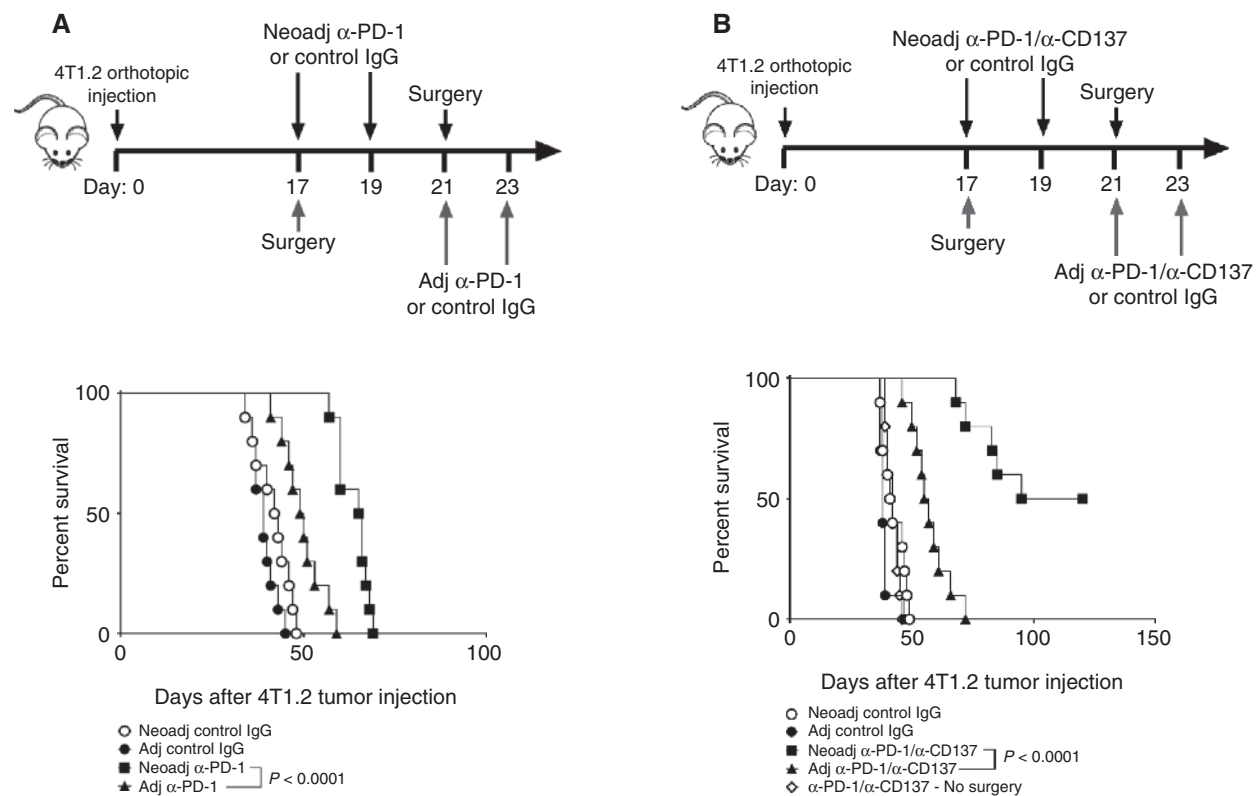 A
Neoadj α-PD-1
or control IgG
4T1.2 orthotopic
injection
Surgery
Day: 0
17
19
21
23
Surgery
Adj α-PD-1
or control IgG
100
50
0
Percent survival
0
50
100
Days after 4T1.2 tumor injection
Neoadj control IgG
Adj control IgG
Neoadj α-PD-1
Adj α-PD-1
P < 0.0001
B
Neoadj α-PD-1/α-CD137
or control IgG
4T1.2 orthotopic
injection
Surgery
Day: 0
17
19
21
23
Surgery
Adj α-PD-1/α-CD137
or control IgG
100
50
0
Percent survival
0
50
100
150
Days after 4T1.2 tumor injection
Neoadj control IgG
Adj control IgG
Neoadj α-PD-1/α-CD137
Adj α-PD-1/α-CD137
P < 0.0001
α-PD-1/α-CD137 - No surgery